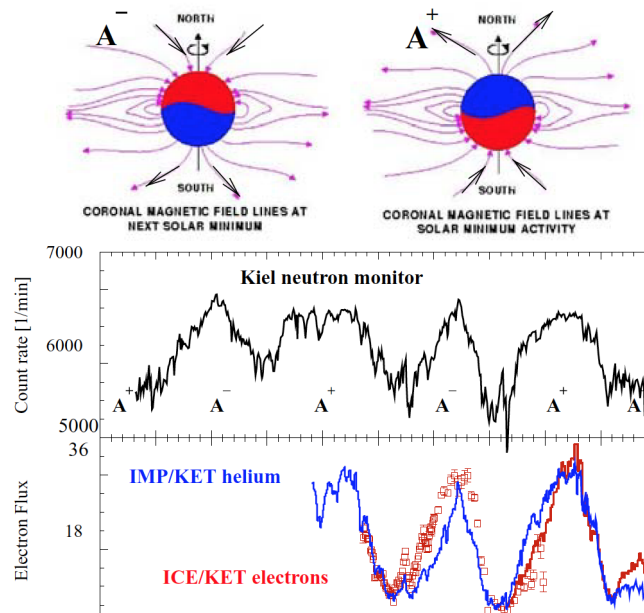 A−
NORTH
SOUTH
CORONAL MAGNETIC FIELD LINES AT
NEXT SOLAR MINIMUM
A+
NORTH
SOUTH
CORONAL MAGNETIC FIELD LINES AT
SOLAR MINIMUM ACTIVITY
7000
Kiel neutron monitor
Count rate [1/min]
6000
A+ A− A+ A− A+ A
5000
36
IMP/KET helium
Electron Flux
18
ICE/KET electrons